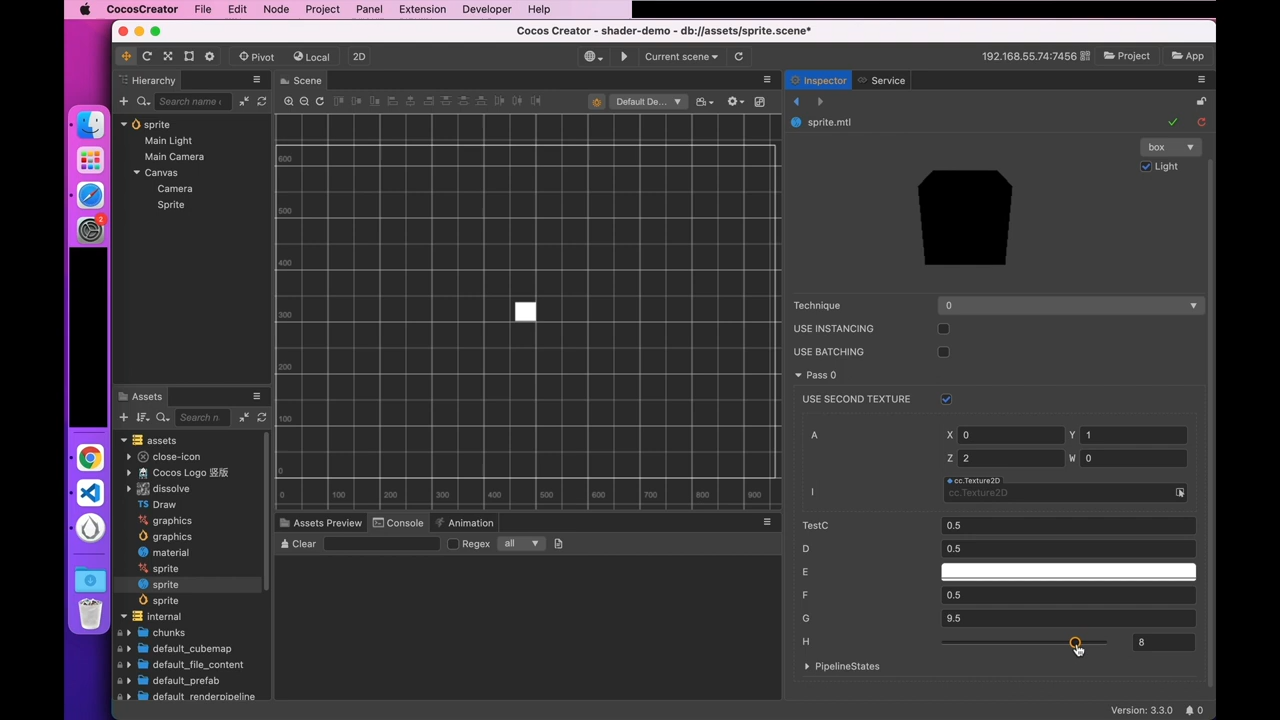 CocosCreator File Edit Node Project Panel Extension Developer Help
Cocos Creator - shader-demo - db://assets/sprite.scene*
Pivot Local 2D Current scene 192.168.55.74:7456 Project App
Hierarchy
Search name (
sprite
Main Light
Main Camera
Canvas
Camera
Sprite
Assets
Search n
assets
close-icon
Cocos Logo 竖版
dissolve
TS Draw
graphics
graphics
material
sprite
sprite
sprite
internal
chunks
default_cubemap
default_file_content
default_prefab
default_renderpipeline
2
Scene
Default De...
600
500
400
300
200
100
0
0 100 200 300 400 500 600 700 800 900
Assets Preview Console Animation
Clear Regex all
Inspector Service
sprite.mtl
box
Light
Technique 0
USE INSTANCING
USE BATCHING
Pass 0
USE SECOND TEXTURE
A X 0 Y 1
Z 2 W 0
cc.Texture2D
I cc.Texture2D
TestC 0.5
D 0.5
E
F 0.5
G 9.5
H 8
PipelineStates
Version: 3.3.0 0